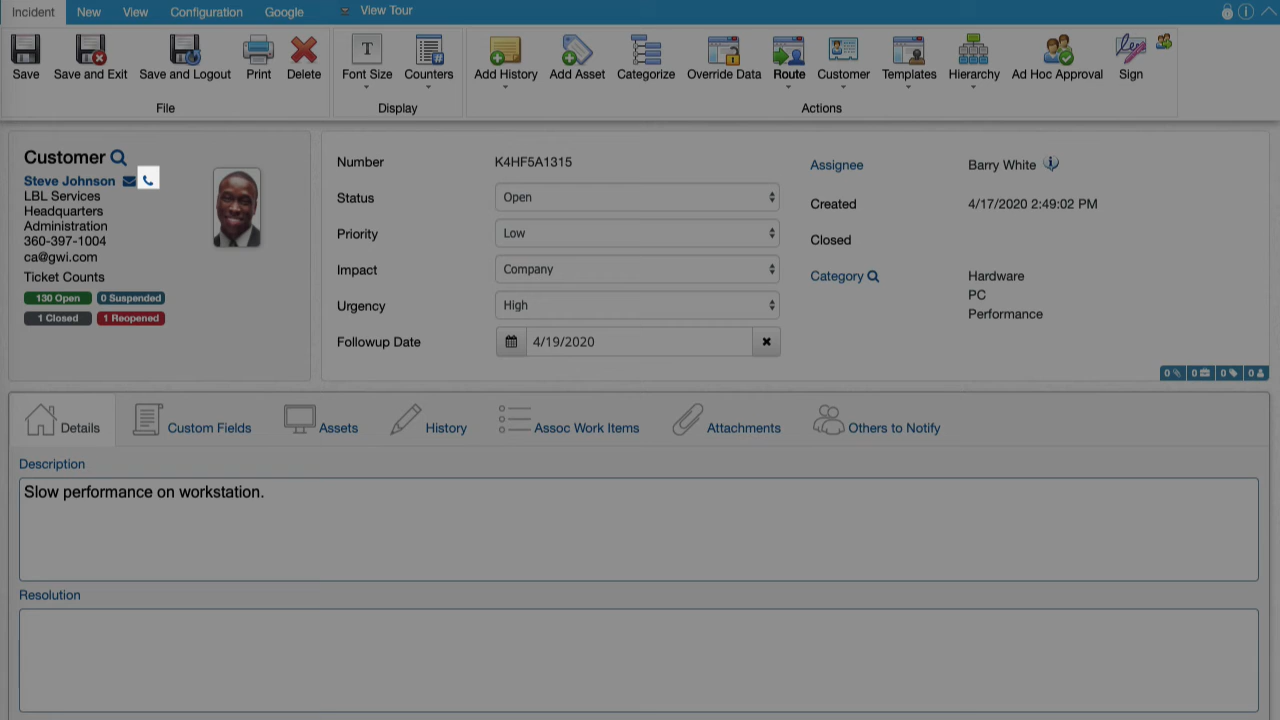 Incident New View Configuration Google View Tour
Save Save and Exit Save and Logout Print Delete Font Size Counters Add History Add Asset Categorize Override Data Route Customer Templates Hierarchy Ad Hoc Approval Sign
File Display Actions
Customer
Steve Johnson
LBL Services
Headquarters
Administration
360-397-1004
ca@gwi.com
Ticket Counts
130 Open 0 Suspended
1 Closed 1 Reopened
Number K4HF5A1315
Status Open
Priority Low
Impact Company
Urgency High
Followup Date 4/19/2020
Assignee Barry White
Created 4/17/2020 2:49:02 PM
Closed
Category Hardware
PC
Performance
0 0 0 0
Details Custom Fields Assets History Assoc Work Items Attachments Others to Notify
Description
Slow performance on workstation.
Resolution